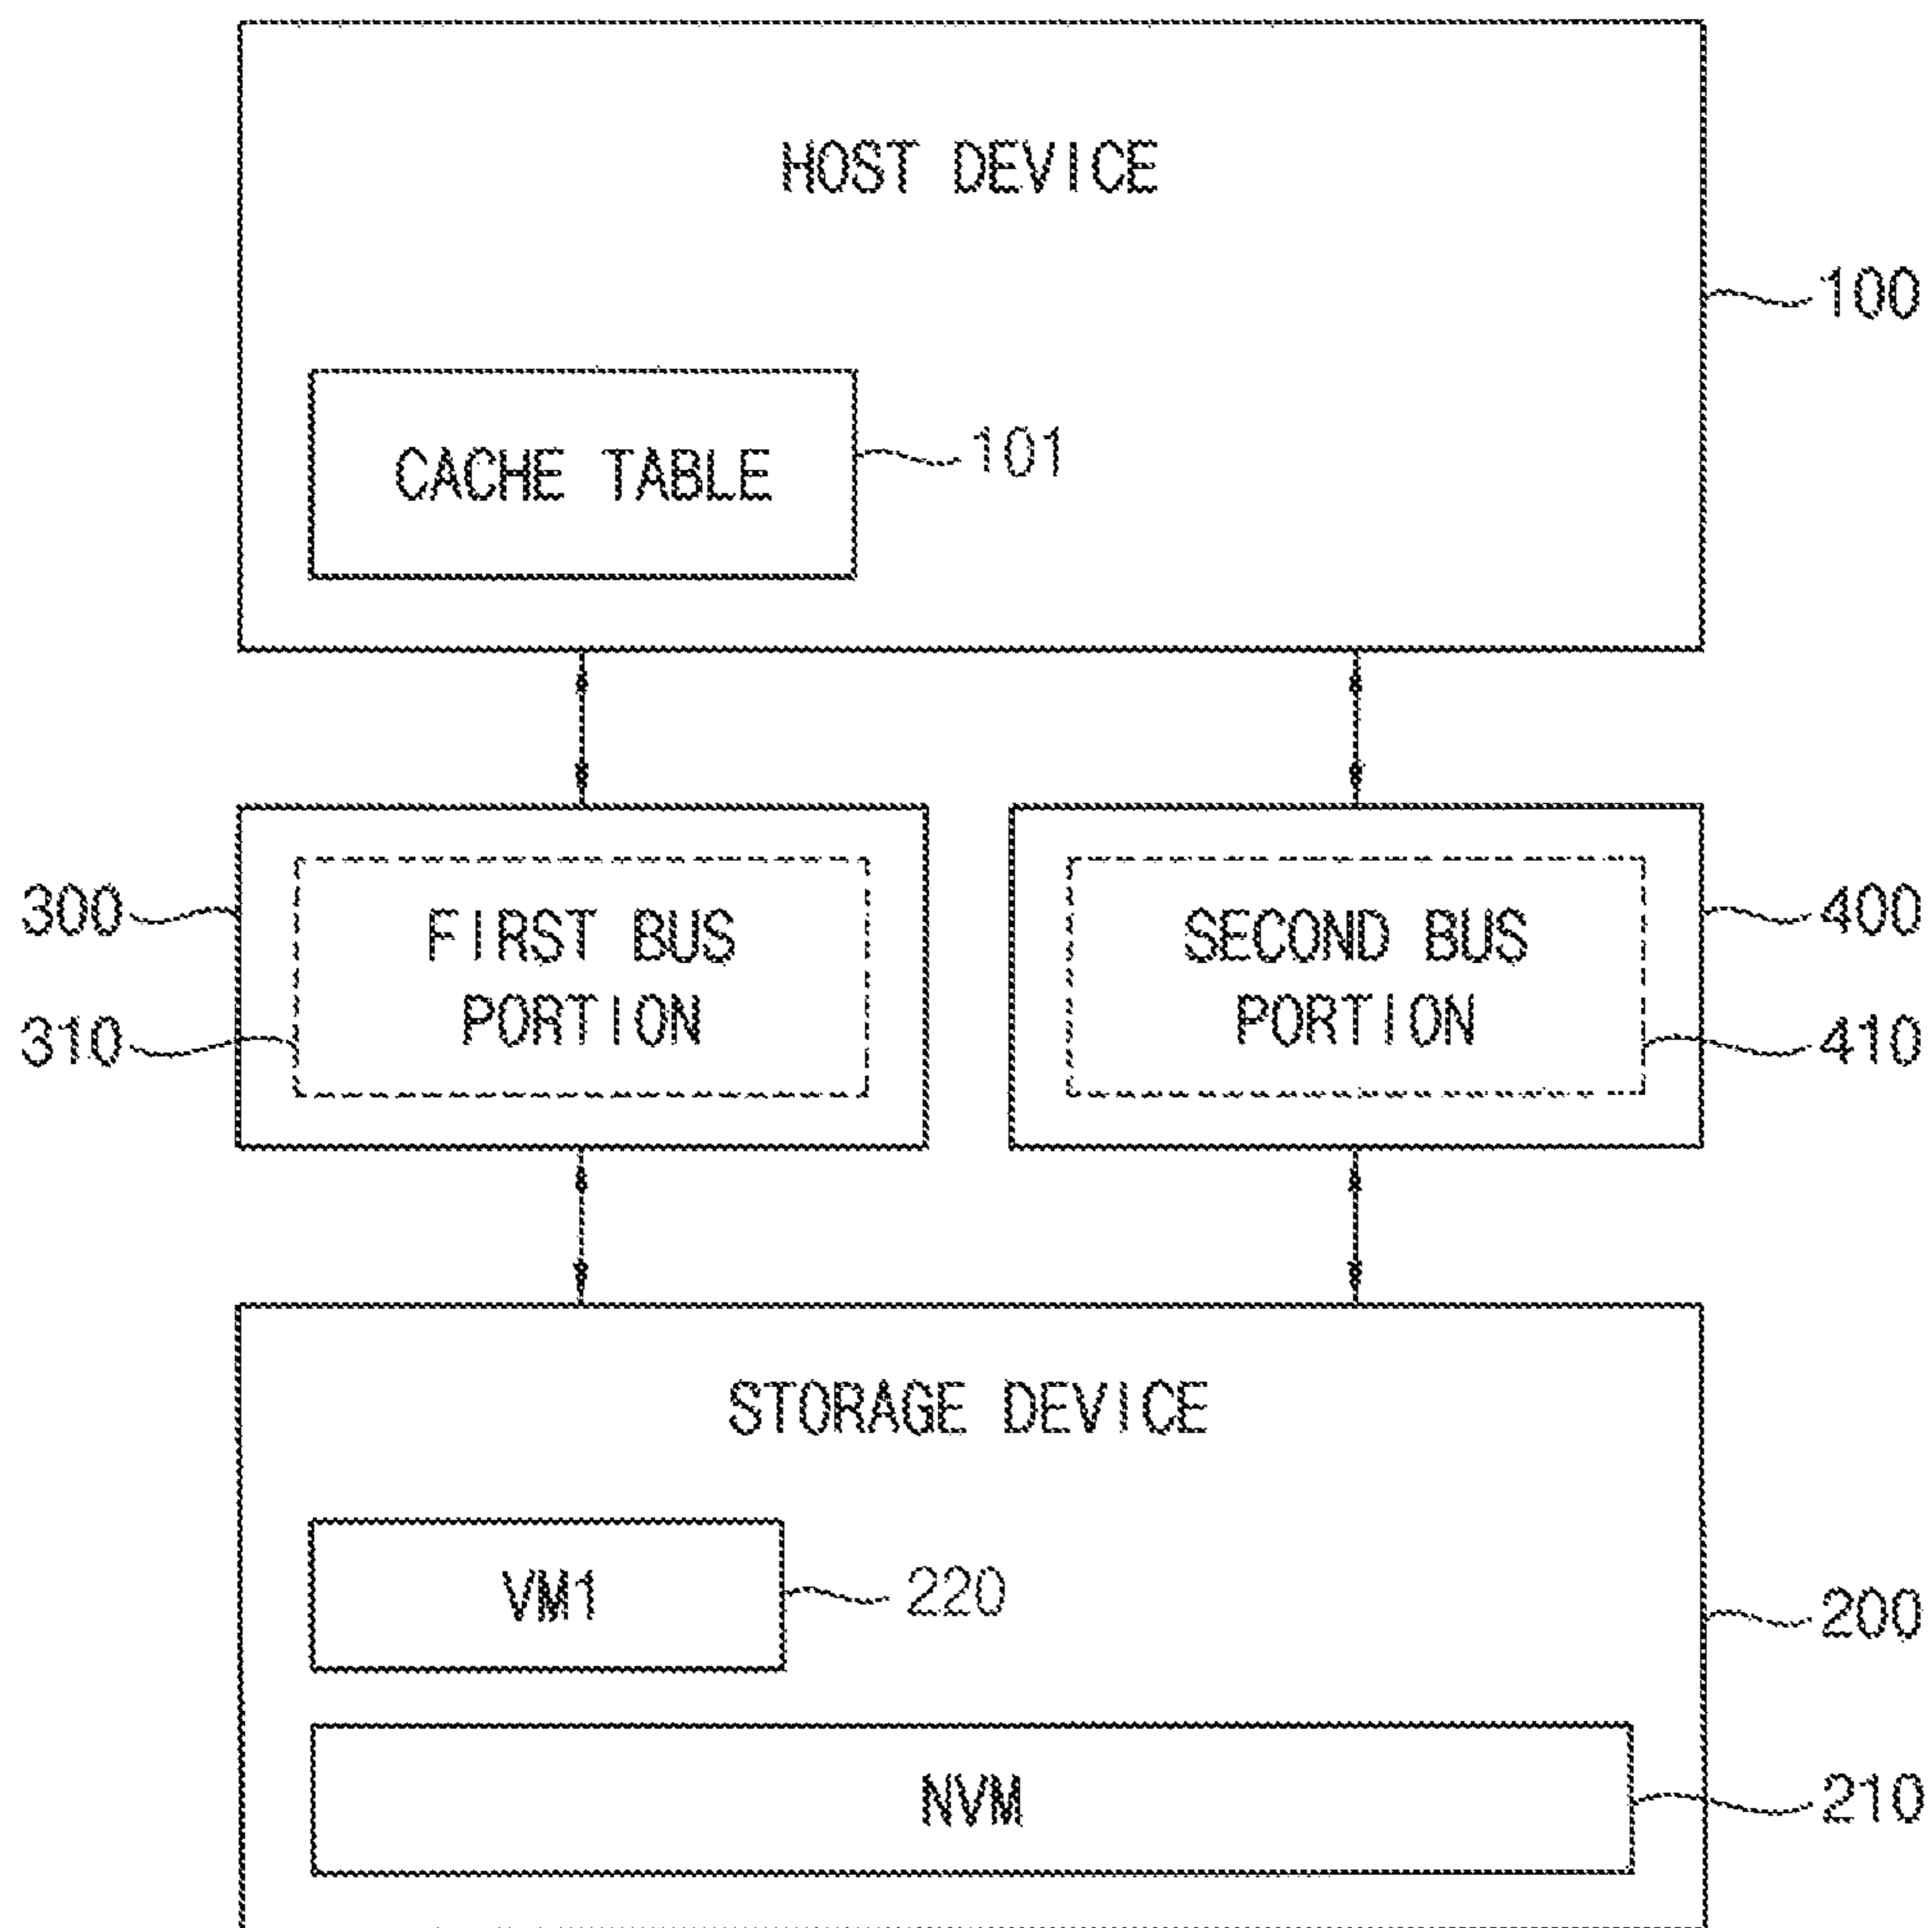 HOST DEVICE
100
CACHE TABLE
101
300
FIRST BUS
PORTION
310
SECOND BUS
PORTION
400
410
STORAGE DEVICE
VM1
220
200
NVM
210